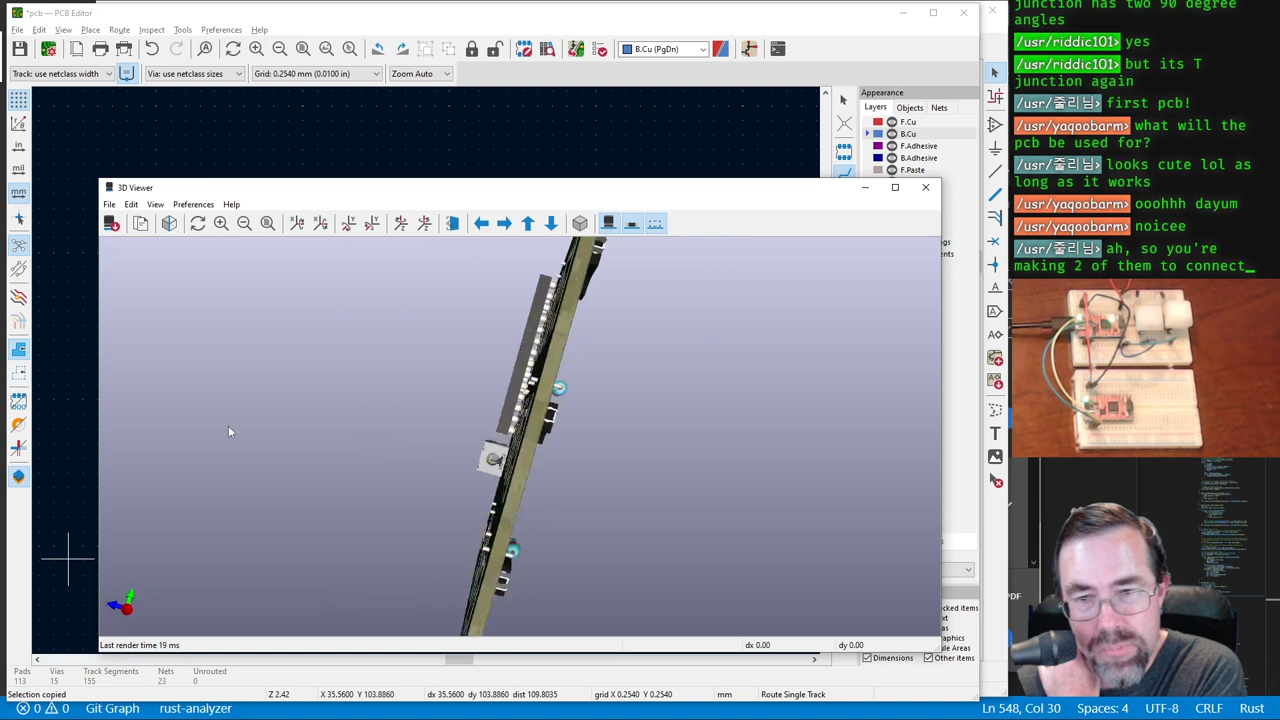 *pcb — PCB Editor
File Edit View Place Route Inspect Tools Preferences Help
B.Cu (PgDn)
Track: use netclass width
Via: use netclass sizes
Grid: 0.2540 mm (0.0100 in)
Zoom Auto
in
mil
mm
Appearance
Layers Objects Nets
F.Cu
B.Cu
F.Adhesive
B.Adhesive
F.Paste
3D Viewer
File Edit View Preferences Help
Last render time 19 ms
dx 0.00
dy 0.00
Dimensions
Other items
Pads
113
Vias
15
Track Segments
155
Nets
23
Unrouted
0
Selection copied
Z 2.42
X 35.5600 Y 103.8860
dx 35.5600 dy 103.8860 dist 109.8035
grid X 0.2540 Y 0.2540
mm
Route Single Track
0 0
Git Graph
rust-analyzer
Ln 548, Col 30
Spaces: 4
UTF-8
CRLF
Rust
PDF
junction has two 90 degree
angles
/usr/riddic101> yes
/usr/riddic101> but its T
junction again
/usr/줄리님> first pcb!
/usr/yaqoobarm> what will the
pcb be used for?
/usr/줄리님> looks cute lol as
long as it works
/usr/yaqoobarm> ooohhh dayum
/usr/yaqoobarm> noicee
/usr/줄리님> ah, so you're
making 2 of them to connect_